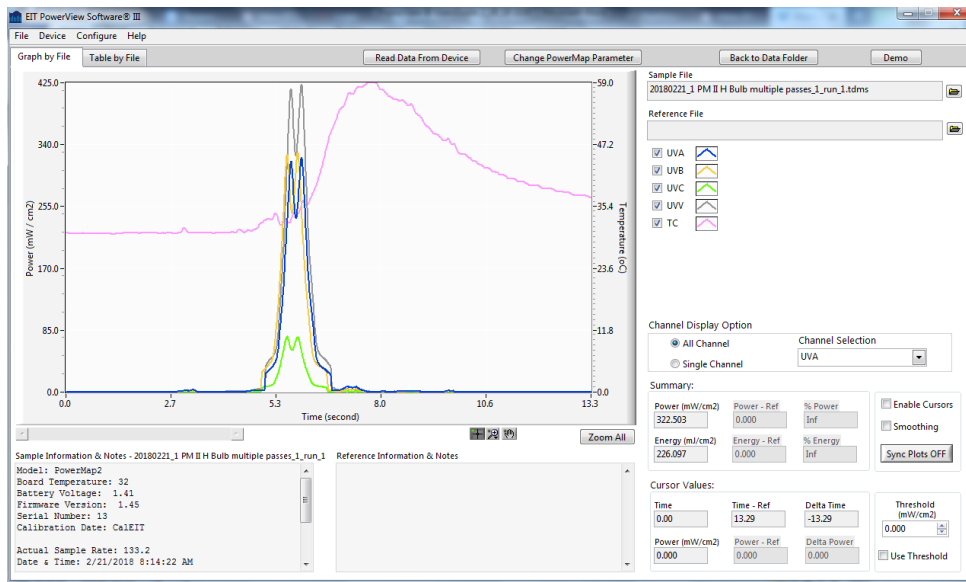 EIT PowerView Software® III
File Device Configure Help
Graph by File Table by File Read Data From Device Change PowerMap Parameter Back to Data Folder Demo
Sample File
20180221_1 PM II H Bulb multiple passes_1_run_1.tdms
Reference File
UVA
UVB
UVC
UVV
TC
425.0
340.0
255.0
170.0
85.0
0.0
Power (mW / cm2)
59.0
47.2
35.4
23.6
11.8
0.0
Temperature (oC)
0.0 2.7 5.3 8.0 10.6 13.3
Time (second)
Zoom All
Channel Display Option
All Channel
Single Channel
Channel Selection
UVA
Summary:
Power (mW/cm2) Power - Ref % Power
322.503 0.000 Inf
Energy (mJ/cm2) Energy - Ref % Energy
226.097 0.000 Inf
Enable Cursors
Smoothing
Sync Plots OFF
Sample Information & Notes - 20180221_1 PM II H Bulb multiple passes_1_run_1
Model: PowerMap2
Board Temperature: 32
Battery Voltage: 1.41
Firmware Version: 1.45
Serial Number: 13
Calibration Date: CalEIT
Actual Sample Rate: 133.2
Date & Time: 2/21/2018 8:14:22 AM
Reference Information & Notes
Cursor Values:
Time Time - Ref Delta Time
0.00 13.29 -13.29
Power (mW/cm2) Power - Ref Delta Power
0.000 0.000 0.000
Threshold
(mW/cm2)
0.000
Use Threshold